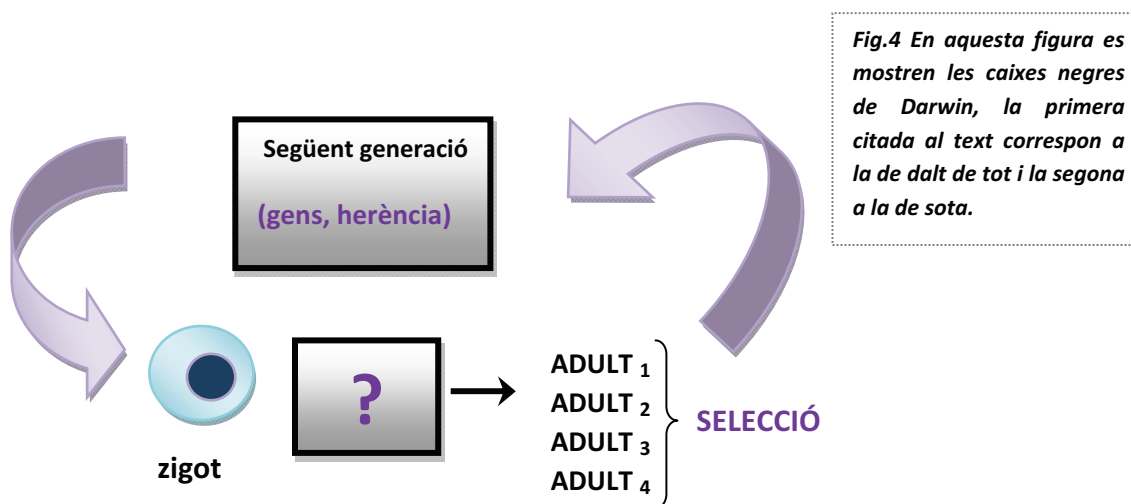 Fig.4 En aquesta figura es
mostren les caixes negres
de Darwin, la primera
citada al text correspon a
la de dalt de tot i la segona
a la de sota.
Següent generació
(gens, herència)
zigot
?
ADULT 1
ADULT 2
ADULT 3
ADULT 4
SELECCIÓ